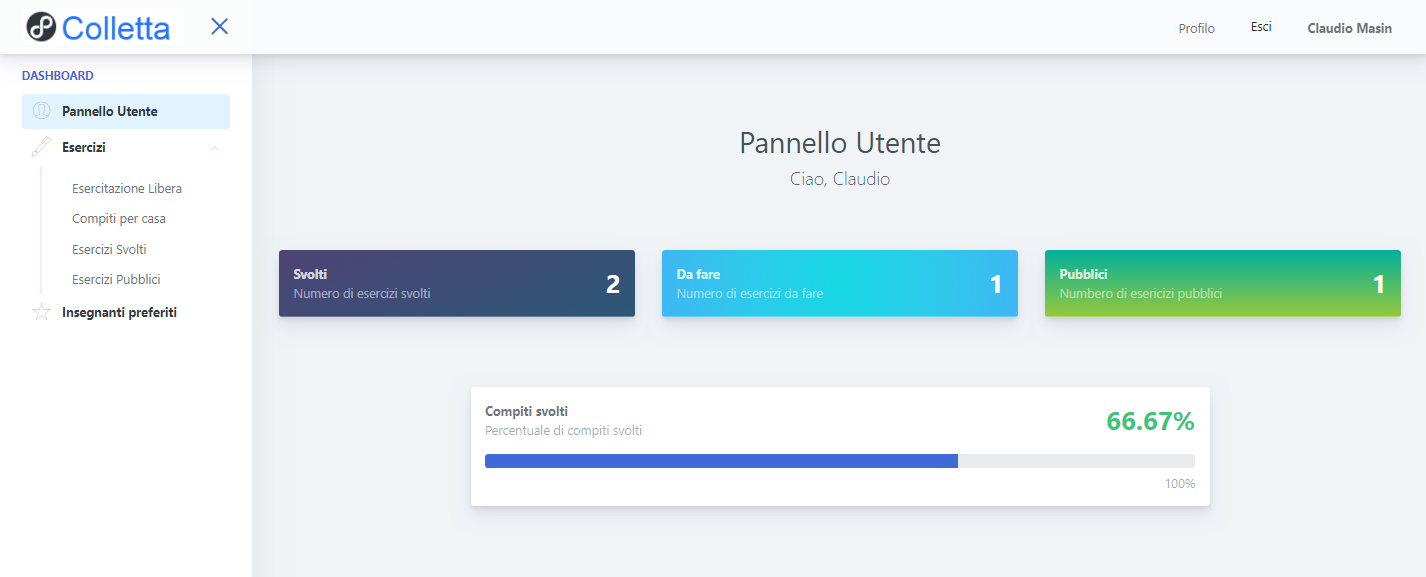 Colletta
Profilo
Esci
Claudio Masin
DASHBOARD
Pannello Utente
Esercizi
Esercitazione Libera
Compiti per casa
Esercizi Svolti
Esercizi Pubblici
Insegnanti preferiti
Pannello Utente
Ciao, Claudio
Svolti
Numero di esercizi svolti
2
Da fare
Numero di esercizi da fare
1
Pubblici
Numbero di esericizi pubblici
1
Compiti svolti
Percentuale di compiti svolti
66.67%
100%